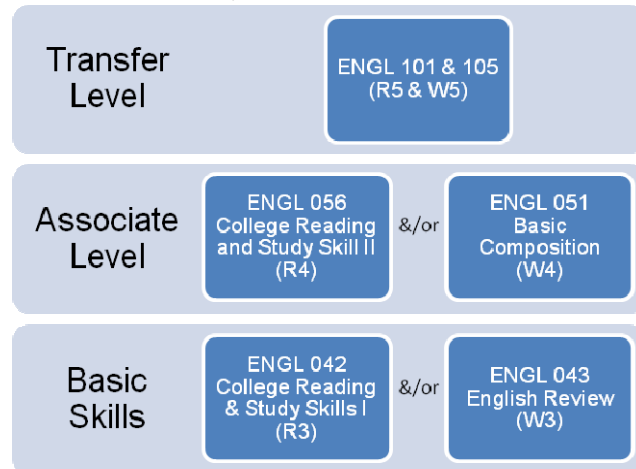 Transfer
Level
ENGL 101 & 105
(R5 & W5)
Associate
Level
ENGL 056
College Reading
and Study Skill II
(R4)
&/or
ENGL 051
Basic
Composition
(W4)
Basic
Skills
ENGL 042
College Reading
& Study Skills I
(R3)
&/or
ENGL 043
English Review
(W3)